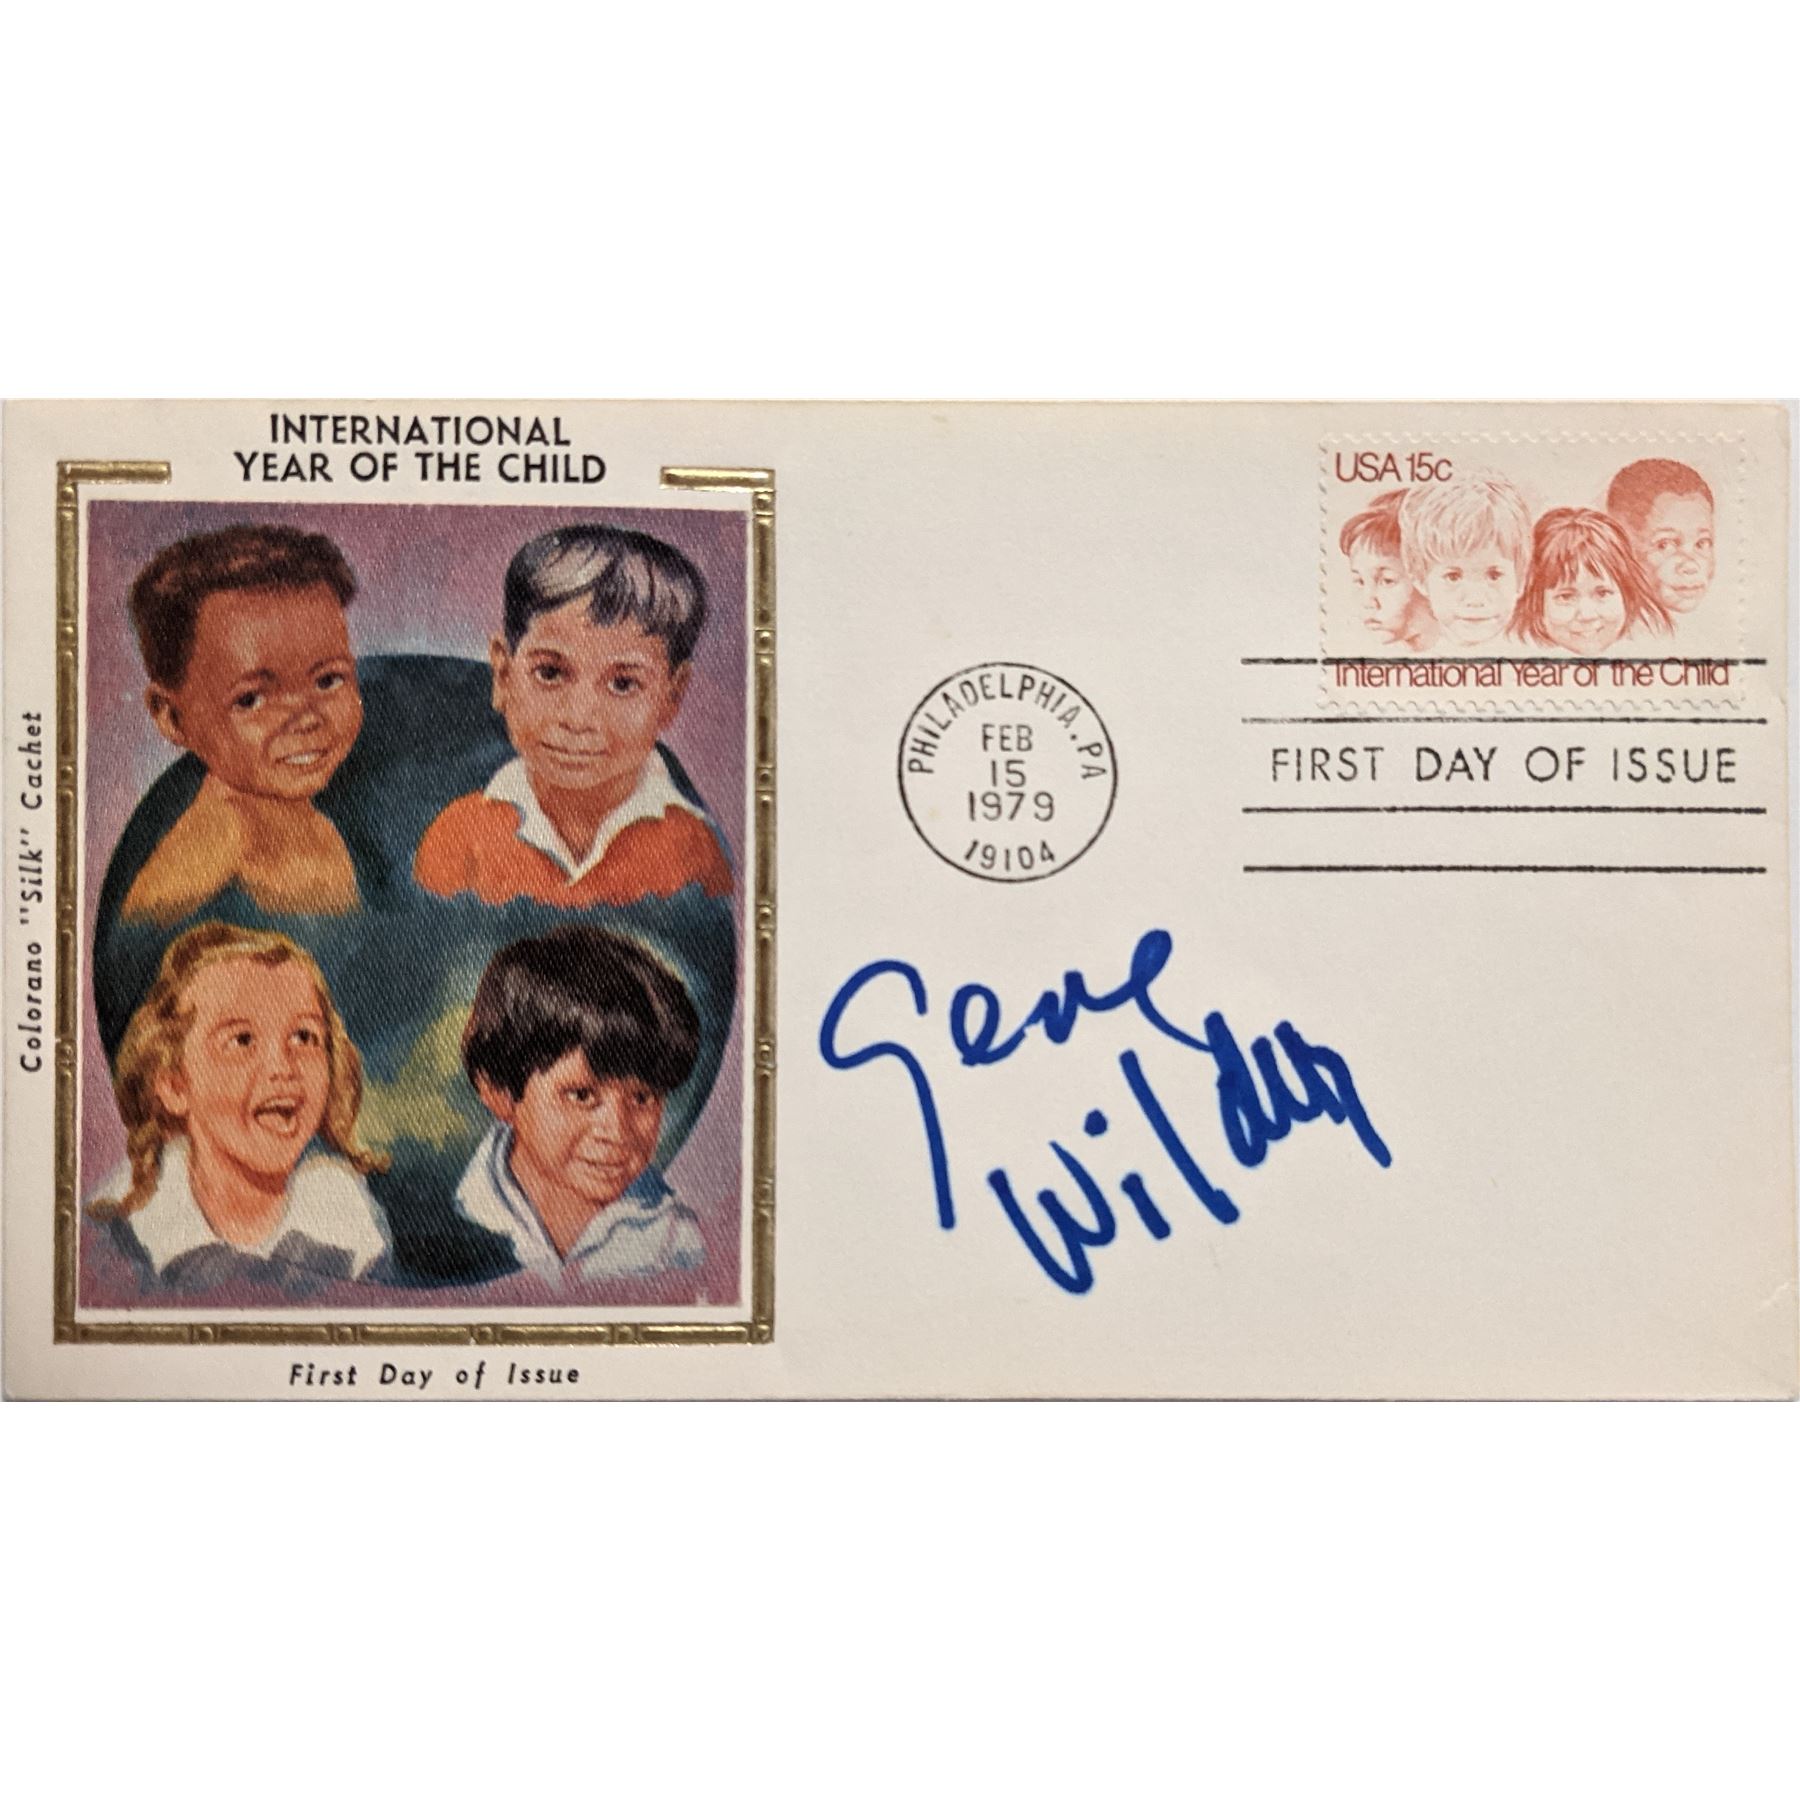 INTERNATIONAL
YEAR OF THE CHILD
Colorano "Silk" Cachet
First Day of Issue
USA 15c
International Year of the Child
PHILADELPHIA. PA
FEB
15
1979
19104
FIRST DAY OF ISSUE
Gene
Wilder